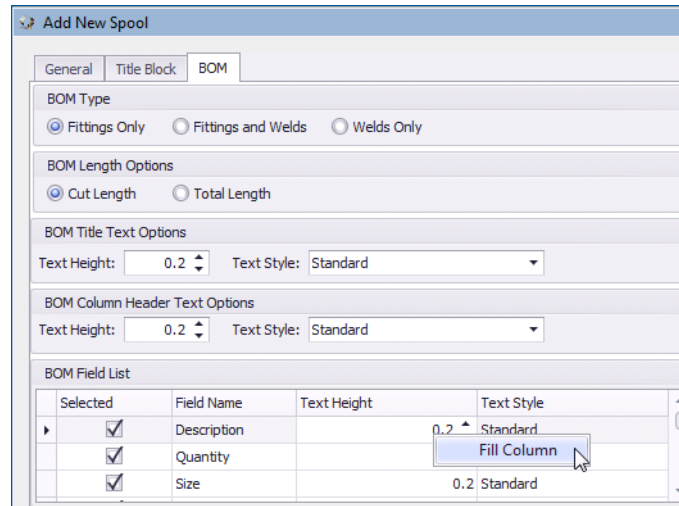 Add New Spool
General Title Block BOM
BOM Type
Fittings Only Fittings and Welds Welds Only
BOM Length Options
Cut Length Total Length
BOM Title Text Options
Text Height: 0.2 Text Style: Standard
BOM Column Header Text Options
Text Height: 0.2 Text Style: Standard
BOM Field List
Selected Field Name Text Height Text Style
Description 0.2 Standard
Quantity Fill Column
Size 0.2 Standard